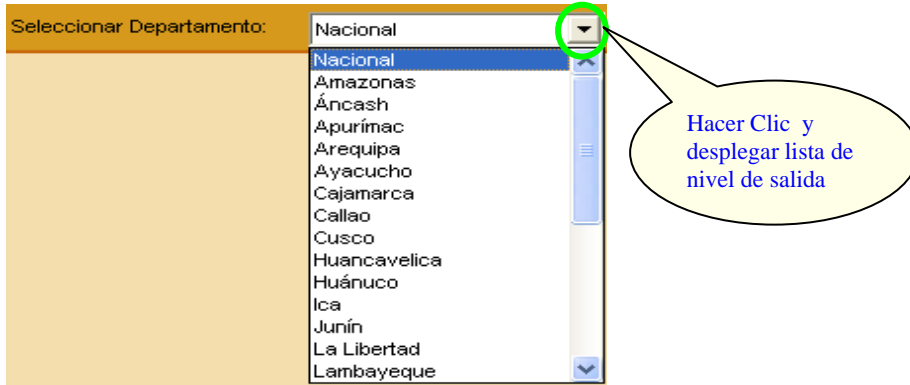 Seleccionar Departamento:
Nacional
Nacional
Amazonas
Áncash
Apurímac
Arequipa
Ayacucho
Cajamarca
Callao
Cusco
Huancavelica
Huánuco
Ica
Junín
La Libertad
Lambayeque
Hacer Clic y
desplegar lista de
nivel de salida